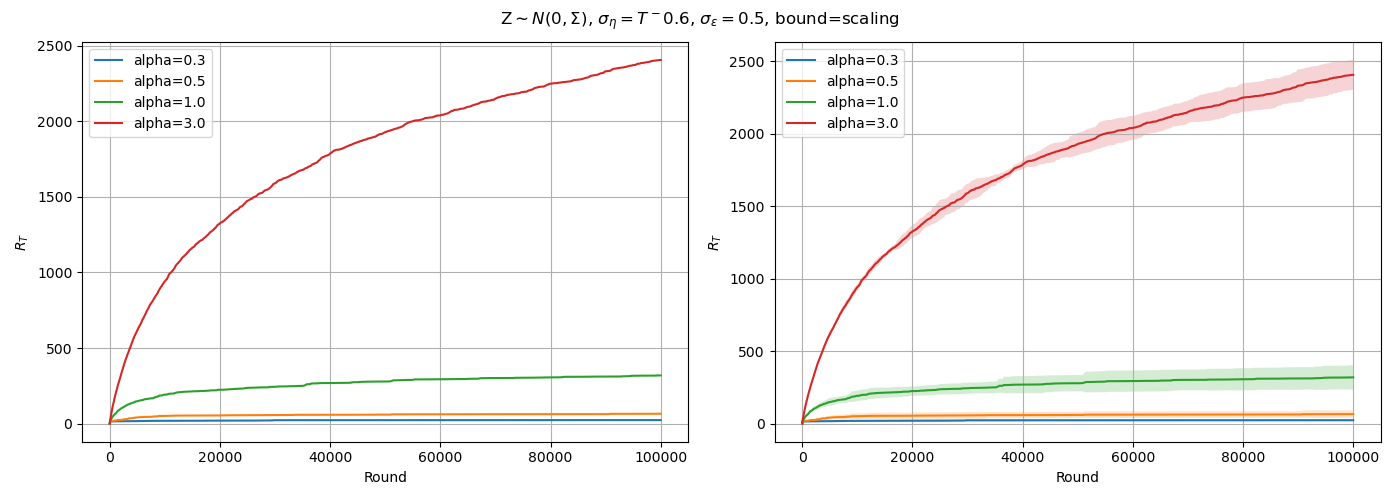 Z ~ N(0, Σ), σ_η = T⁻0.6, σ_ε = 0.5, bound=scaling
alpha=0.3
alpha=0.5
alpha=1.0
alpha=3.0
2500
2000
1500
1000
500
0
R_T
0 20000 40000 60000 80000 100000
Round
alpha=0.3
alpha=0.5
alpha=1.0
alpha=3.0
2500
2000
1500
1000
500
0
R_T
0 20000 40000 60000 80000 100000
Round